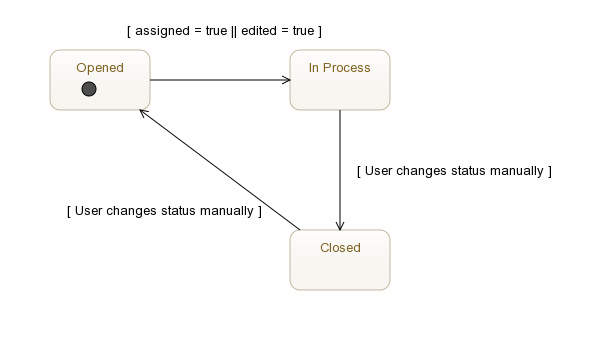 [ assigned = true || edited = true ]
Opened
In Process
[ User changes status manually ]
[ User changes status manually ]
Closed